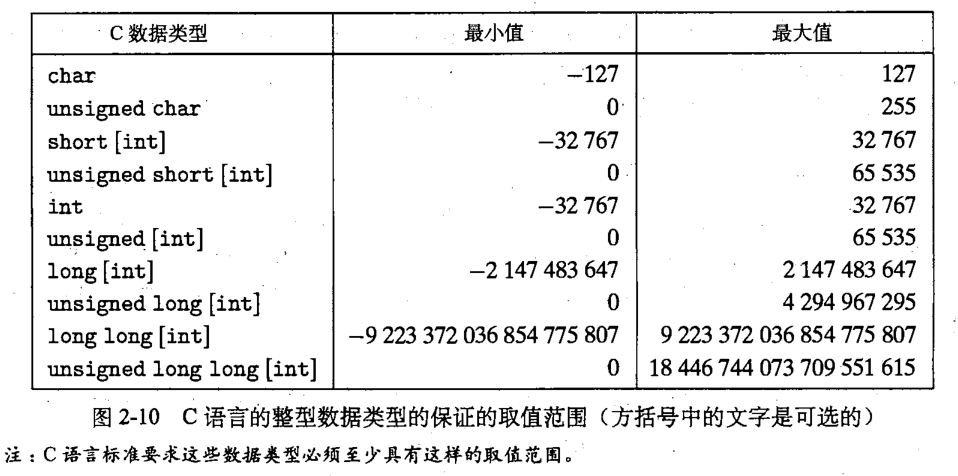 C 数据类型 最小值 最大值
char −127 127
unsigned char 0 255
short [int] −32 767 32 767
unsigned short [int] 0 65 535
int −32 767 32 767
unsigned [int] 0 65 535
long [int] −2 147 483 647 2 147 483 647
unsigned long [int] 0 4 294 967 295
long long [int] −9 223 372 036 854 775 807 9 223 372 036 854 775 807
unsigned long long [int] 0 18 446 744 073 709 551 615
图 2-10 C 语言的整型数据类型的保证的取值范围（方括号中的文字是可选的）
注：C 语言标准要求这些数据类型必须至少具有这样的取值范围。